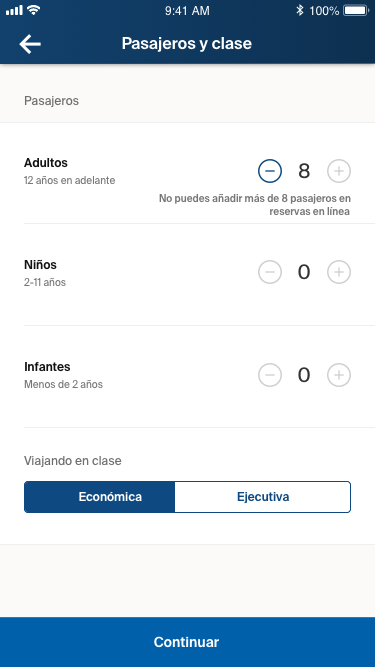 9:41 AM 100%
Pasajeros y clase
Pasajeros
Adultos
12 años en adelante
8
No puedes añadir más de 8 pasajeros en
reservas en línea
Niños
2-11 años
0
Infantes
Menos de 2 años
0
Viajando en clase
Económica Ejecutiva
Continuar